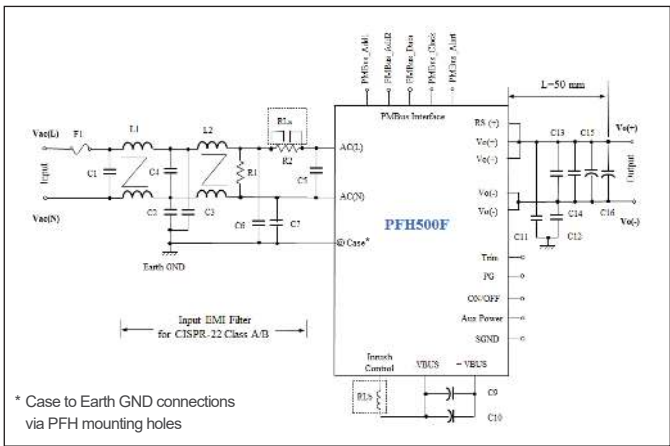 PMBus_Add1
PMBus_Add2
PMBus_Data
PMBus_Clock
PMBus_Alert
L=50 mm
PMBus Interface
RLa
Vac(L)
F1
L1
L2
R2
Input
C1
C4
R1
C5
AC(L)
AC(N)
Vac(N)
C2
C3
C6
C7
Case*
Earth GND
PFH500F
RS (+)
Vo(+)
Vo(-)
Vo(-)
Vo(-)
C13
C15
Vo(+)
Output
C14
C16
Vo(-)
C11
C12
Trim
PG
ON/OFF
Aux Power
SGND
Input EMI Filter
for CISPR-22 Class A/B
Inrush
Control
VBUS
- VBUS
RLb
C9
C10
* Case to Earth GND connections
via PFH mounting holes